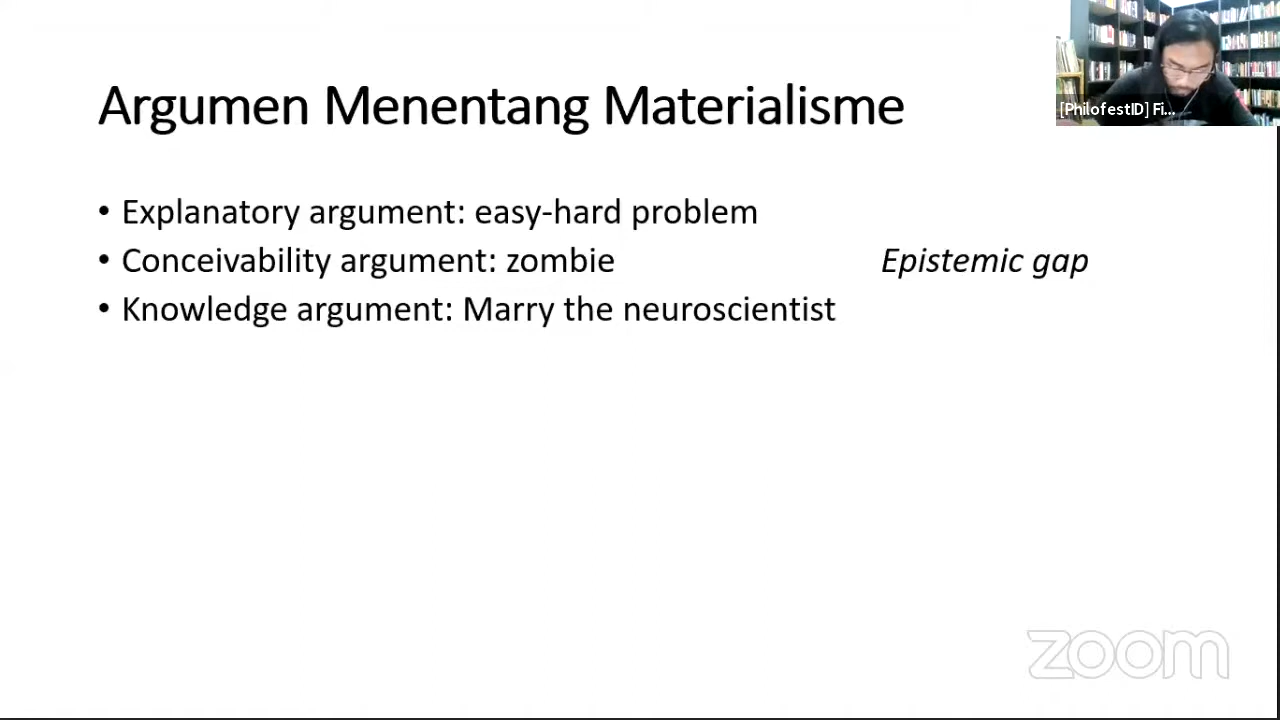 Argumen Menentang Materialisme
[PhilofestID] Fi...
• Explanatory argument: easy-hard problem
• Conceivability argument: zombie
Epistemic gap
• Knowledge argument: Marry the neuroscientist
zoom